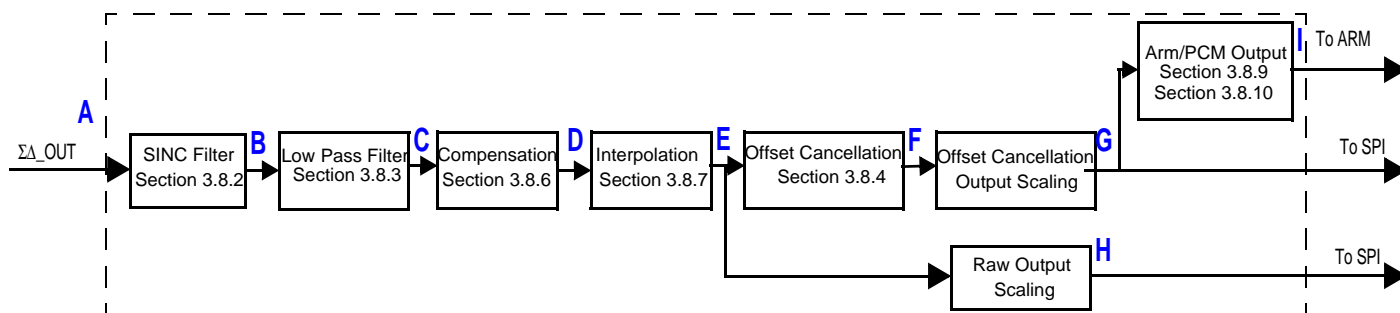 I
To ARM
Arm/PCM Output
Section 3.8.9
Section 3.8.10
A
ΣΔ_OUT
SINC Filter
Section 3.8.2
B
Low Pass Filter
Section 3.8.3
C
Compensation
Section 3.8.6
D
Interpolation
Section 3.8.7
E
Offset Cancellation
Section 3.8.4
F
Offset Cancellation
Output Scaling
G
To SPI
Raw Output
Scaling
H
To SPI